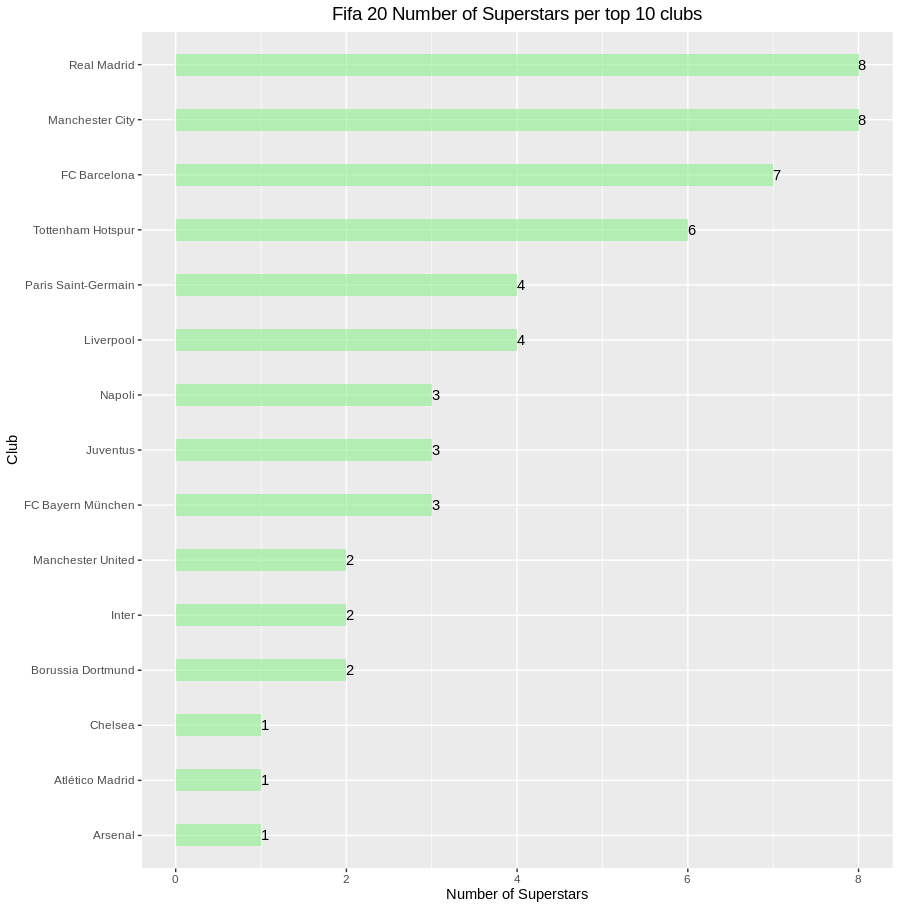 Fifa 20 Number of Superstars per top 10 clubs
Real Madrid 8
Manchester City 8
FC Barcelona 7
Tottenham Hotspur 6
Paris Saint-Germain 4
Liverpool 4
Napoli 3
Juventus 3
FC Bayern München 3
Manchester United 2
Inter 2
Borussia Dortmund 2
Chelsea 1
Atlético Madrid 1
Arsenal 1
Club
0 2 4 6 8
Number of Superstars